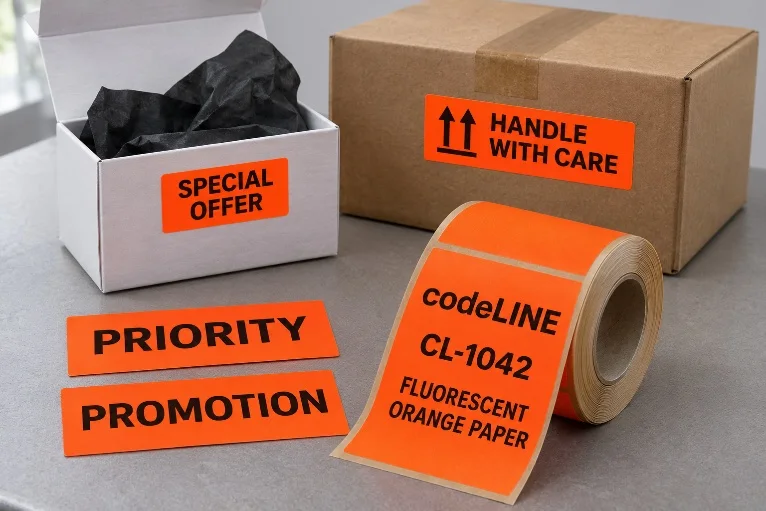 SPECIAL
OFFER
HANDLE
WITH CARE
PRIORITY
PROMOTION
codeLINE
CL-1042
FLUORESCENT
ORANGE PAPER